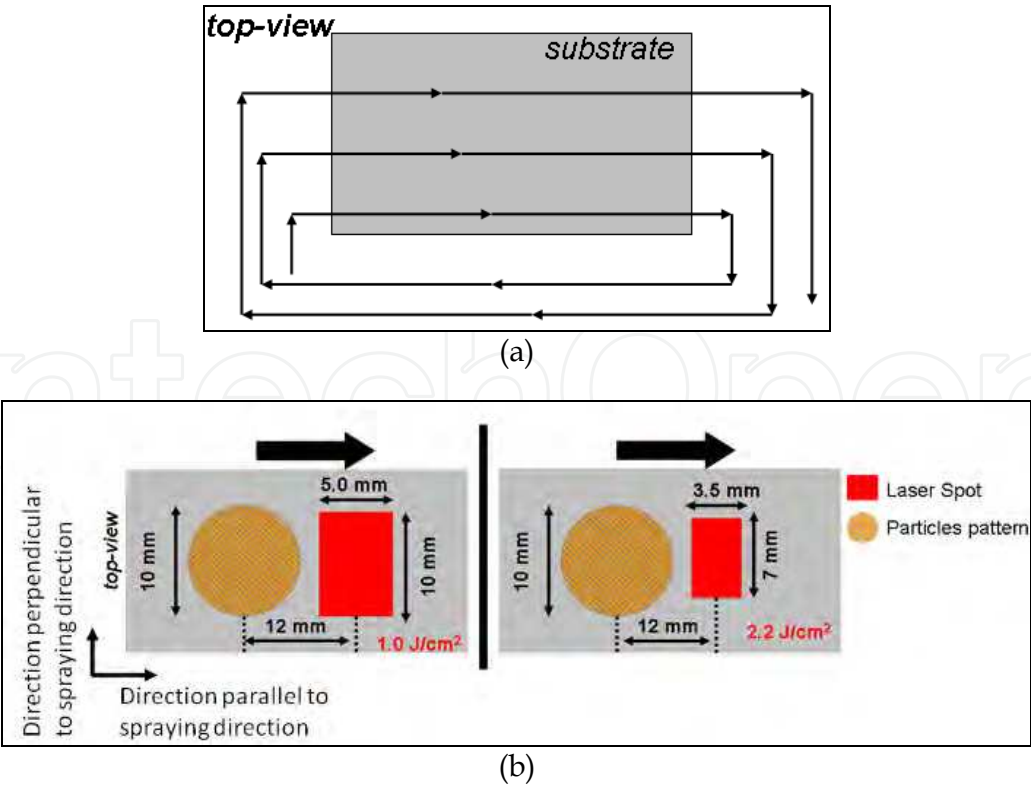 top-view
substrate
(a)
ntechOpen
Direction perpendicular
to spraying direction
top-view
10 mm
5.0 mm
10 mm
12 mm
1.0 J/cm²
10 mm
3.5 mm
7 mm
12 mm
2.2 J/cm²
Laser Spot
Particles pattern
Direction parallel to
spraying direction
(b)